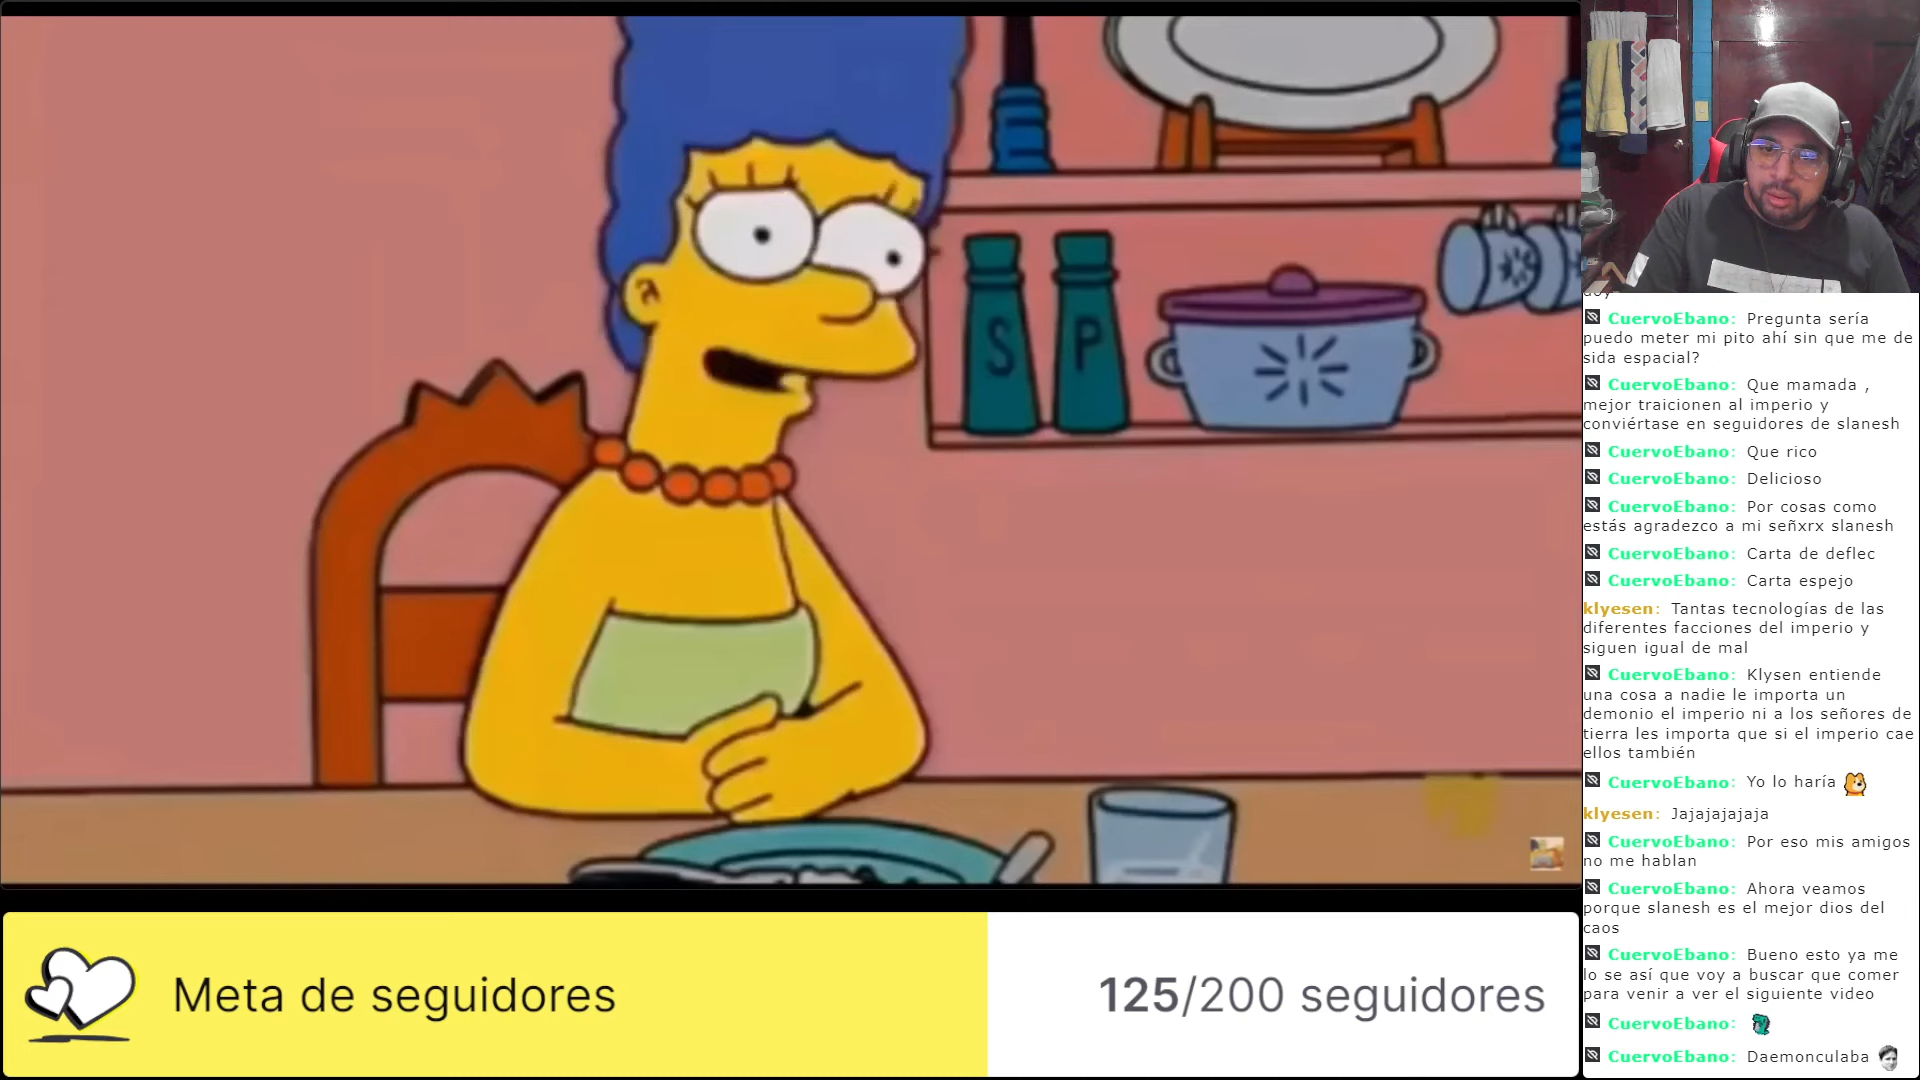 S P
doy
CuervoEbano: Pregunta sería
puedo meter mi pito ahí sin que me de
sida espacial?
CuervoEbano: Que mamada ,
mejor traicionen al imperio y
conviértase en seguidores de slanesh
CuervoEbano: Que rico
CuervoEbano: Delicioso
CuervoEbano: Por cosas como
estás agradezco a mi señxrx slanesh
CuervoEbano: Carta de deflec
CuervoEbano: Carta espejo
klyesen: Tantas tecnologías de las
diferentes facciones del imperio y
siguen igual de mal
CuervoEbano: Klysen entiende
una cosa a nadie le importa un
demonio el imperio ni a los señores de
tierra les importa que si el imperio cae
ellos también
CuervoEbano: Yo lo haría
klyesen: Jajajajajaja
CuervoEbano: Por eso mis amigos
no me hablan
CuervoEbano: Ahora veamos
porque slanesh es el mejor dios del
caos
CuervoEbano: Bueno esto ya me
lo se así que voy a buscar que comer
para venir a ver el siguiente video
CuervoEbano:
CuervoEbano: Daemonculaba
Meta de seguidores
125/200 seguidores